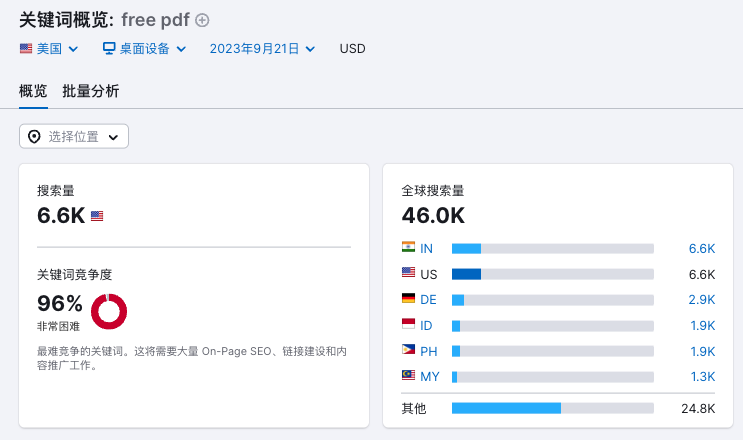 关键词概览: free pdf
美国 桌面设备 2023年9月21日 USD
概览 批量分析
选择位置
搜索量
6.6K
关键词竞争度
96%
非常困难
最难竞争的关键词。这将需要大量 On-Page SEO、链接建设和内
容推广工作。
全球搜索量
46.0K
IN 6.6K
US 6.6K
DE 2.9K
ID 1.9K
PH 1.9K
MY 1.3K
其他 24.8K